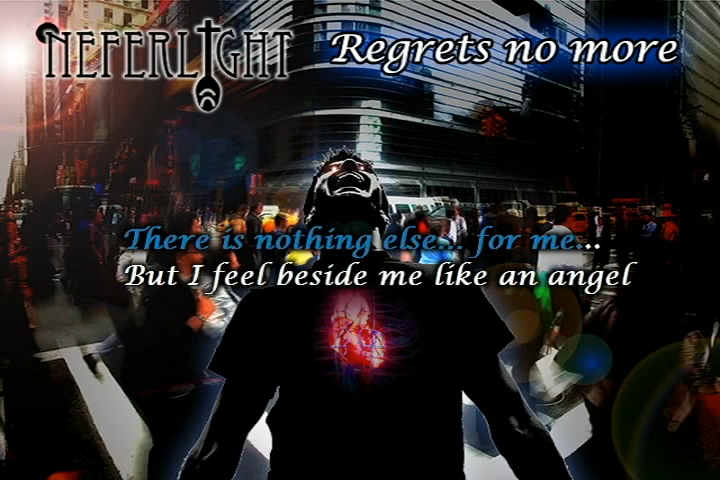 NEFERLIGHT
Regrets no more
There is nothing else... for me...
But I feel beside me like an angel